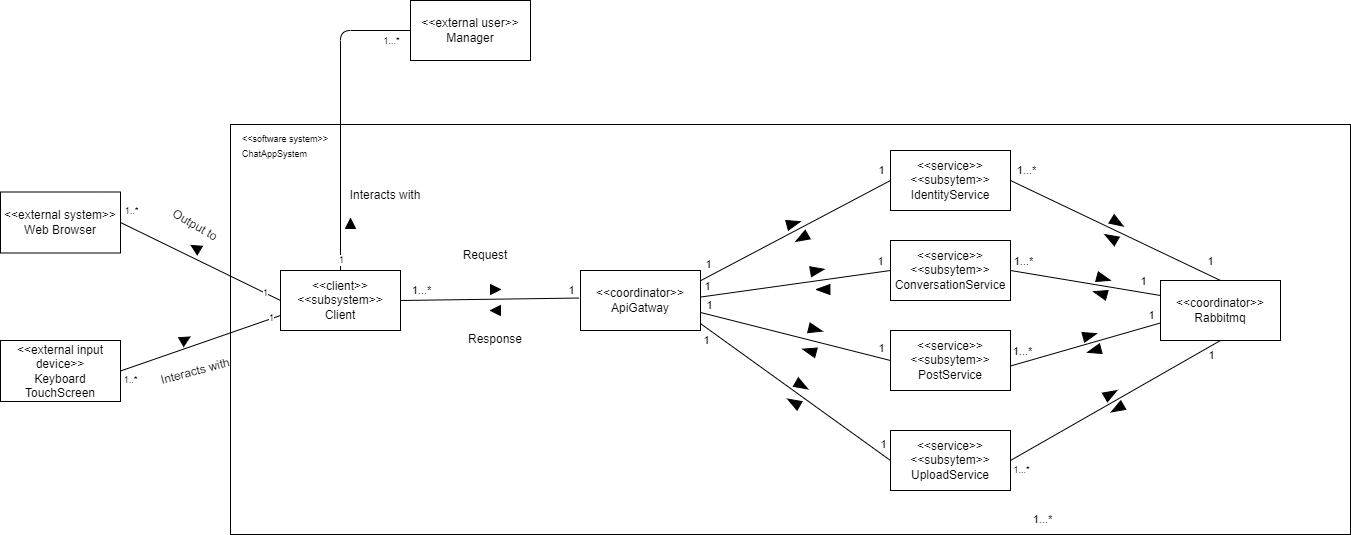 <<external user>>
Manager
1...*
<<software system>>
ChatAppSystem
Interacts with
1
<<external system>>
Web Browser
1..*
Output to
1
<<external input
device>>
Keyboard
TouchScreen
1..*
Interacts with
1
<<client>>
<<subsystem>>
Client
1...*
Request
Response
1
<<coordinator>>
ApiGatway
1
1
1
1
1
<<service>>
<<subsytem>>
IdentityService
1...*
1
<<service>>
<<subsytem>>
ConversationService
1...*
1
<<service>>
<<subsytem>>
PostService
1...*
1
<<service>>
<<subsytem>>
UploadService
1...*
1
1
1
1
<<coordinator>>
Rabbitmq
1...*